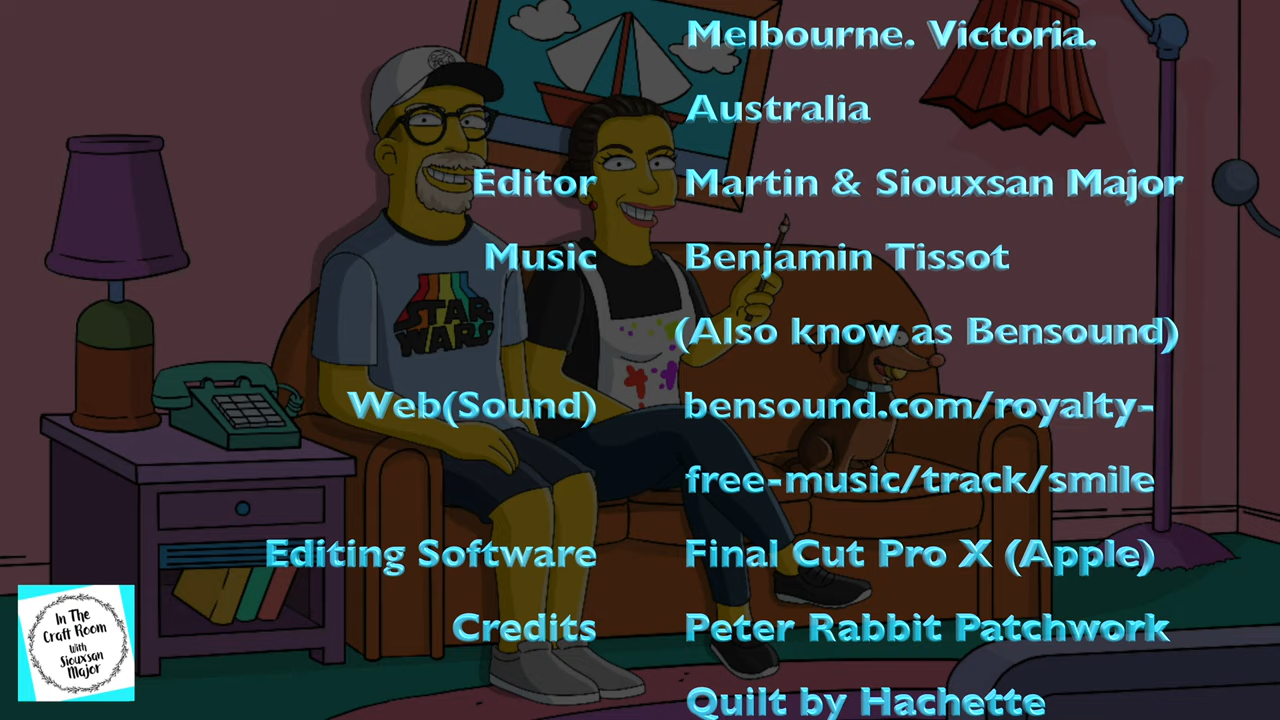 Melbourne. Victoria.
Australia
Editor Martin & Siouxsan Major
Music Benjamin Tissot
(Also know as Bensound)
Web(Sound) bensound.com/royalty-
free-music/track/smile
Editing Software Final Cut Pro X (Apple)
Credits Peter Rabbit Patchwork
Quilt by Hachette
STAR
WARS
In The
Craft Room
With
Siouxsan
Major